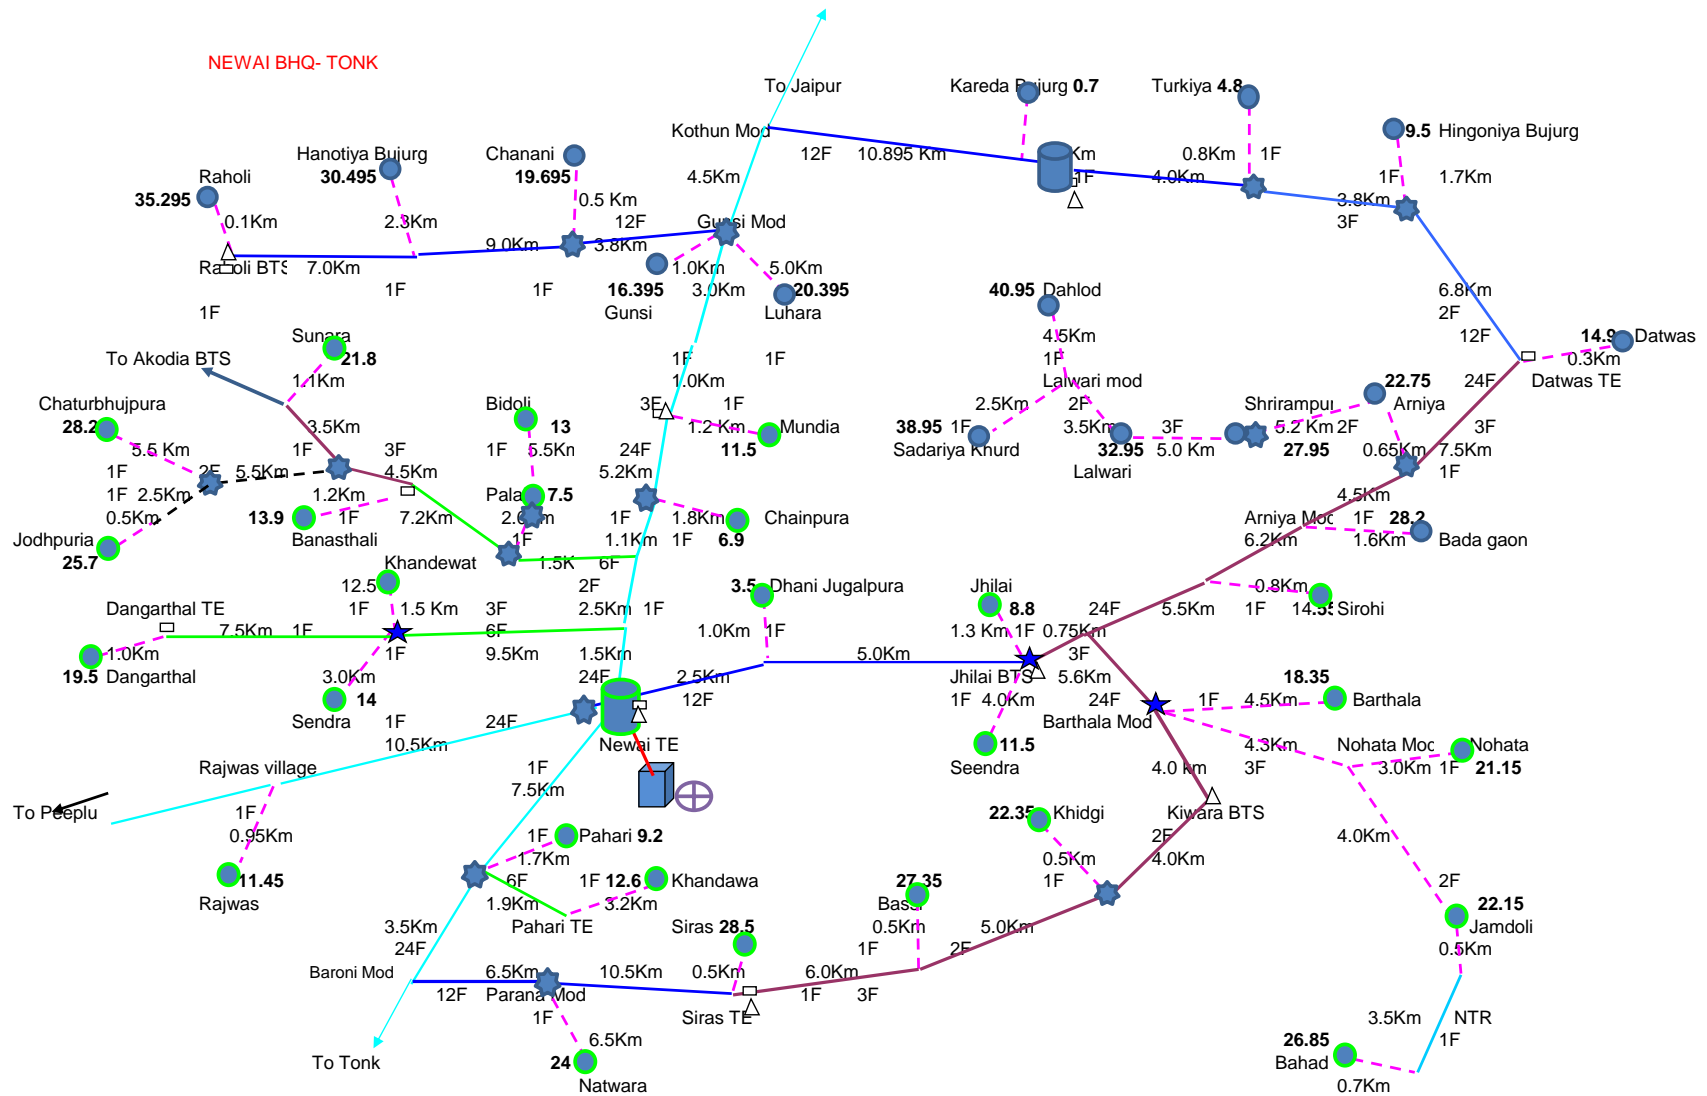 NEWAI BHQ- TONK
To Jaipur
Kareda Bujurg 0.7
Turkiya 4.8
9.5 Hingoniya Bujurg
Kothun Mod
12F 10.895 Km
Km
1F
4.0Km
0.8Km 1F
1F 1.7Km
3.8Km
3F
Hanotiya Bujurg
30.495
Chanani
19.695
4.5Km
Raholi
35.295
0.1Km
2.3Km
0.5 Km
12F
Gunsi Mod
9.0Km
3.8Km
Raholi BTS
7.0Km
1F
1F
1F
1.0Km
5.0Km
16.395
3.0Km
20.395
Gunsi
Luhara
40.95 Dahlod
6.8Km
2F
12F
14.9 Datwas
0.3Km
Datwas TE
Sunara
21.8
To Akodia BTS
1.1Km
1F
1F
1.0Km
4.5Km
1F
Lalwari mod
22.75
24F
Chaturbhujpura
28.2
Bidoli
13
3F
1F
1.2Km
Mundia
11.5
2.5Km
2F
38.95 1F
3.5Km
3F
Shrirampur
5.2 Km 2F
Arniya
3F
Sadariya Khurd
32.95
5.0 Km
27.95
0.65Km
7.5Km
Lalwari
1F
3.5Km
1F
3F
5.5 Km
1F
2F
5.5Km
4.5Km
1F
5.5Km
24F
5.2Km
1F 2.5Km
1.2Km
Pala
7.5
4.5Km
0.5Km
13.9
1F
7.2Km
1F
1.8Km
Chainpura
Arniya Mod
1F
28.2
Jodhpuria
Banasthali
1F
1.1Km
1F
6.9
6.2Km
1.6Km
Bada gaon
25.7
Khandewat
1.5K
6F
12.5
2F
3.5 Dhani Jugalpura
Jhilai
0.8Km
Dangarthal TE
1F
1.5 Km
3F
2.5Km
1F
8.8
24F
5.5Km
1F
Sirohi
7.5Km
1F
6F
1.0Km
1F
1.3 Km 1F
0.75Km
1.0Km
1F
9.5Km
1.5Km
5.0Km
3F
19.5 Dangarthal
3.0Km
24F
2.5Km
Jhilai BTS
5.6Km
18.35
14
12F
1F
4.0Km
24F
1F
4.5Km
Barthala
Sendra
1F
24F
Barthala Mod
10.5Km
Newai TE
11.5
4.3Km
Nohata Mod
Nohata
Rajwas village
1F
Seendra
4.0 km
3F
3.0Km 1F
21.15
7.5Km
To Peeplu
1F
22.35 Khidgi
Kiwara BTS
0.95Km
1F
Pahari 9.2
2F
4.0Km
1.7Km
0.5Km
4.0Km
11.45
6F
1F
12.6
Khandawa
27.35
1F
2F
Rajwas
1.9Km
3.2Km
Bassi
22.15
3.5Km
Pahari TE
Siras 28.5
0.5Km
5.0Km
Jamdoli
24F
1F
2F
0.5Km
Baroni Mod
6.5Km
10.5Km
0.5Km
6.0Km
12F
Parana Mod
1F
3F
1F
Siras TE
3.5Km
NTR
6.5Km
26.85
1F
To Tonk
24
Bahad
Natwara
0.7Km